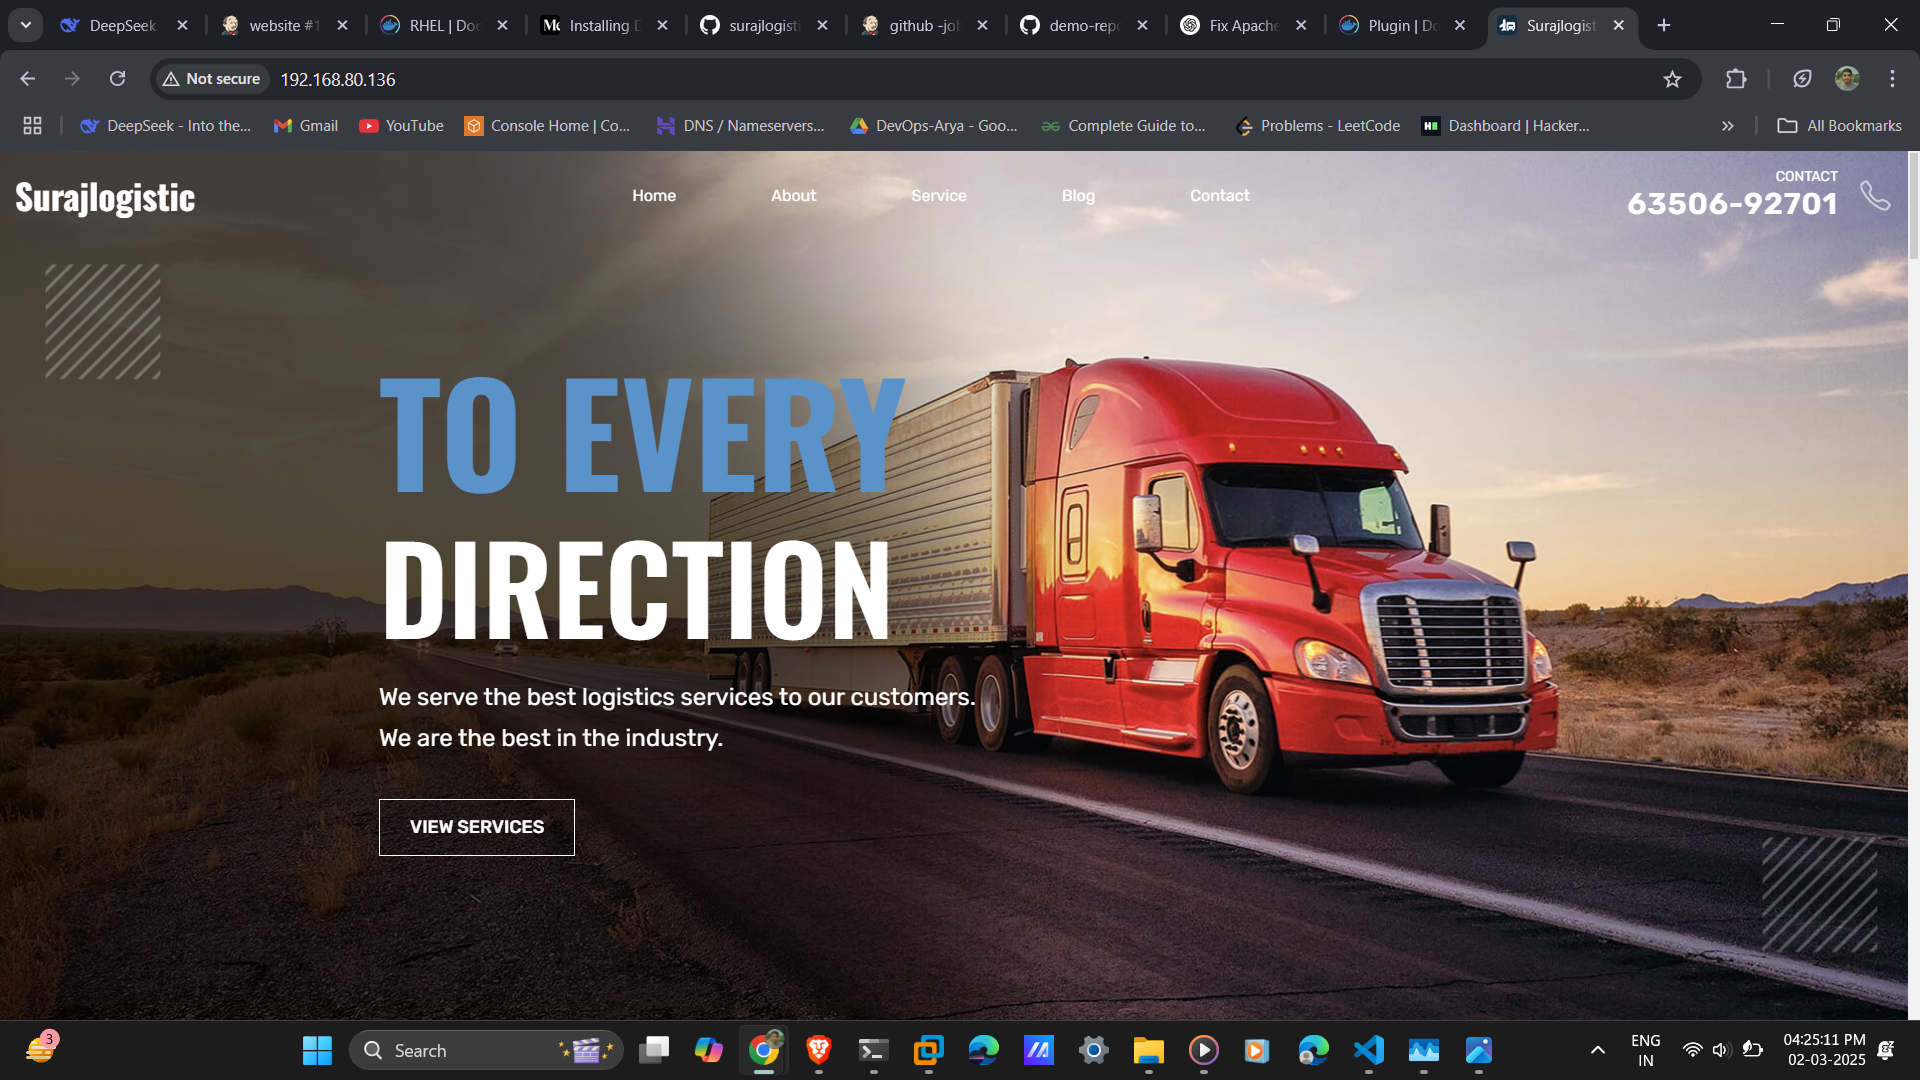 DeepSeek
website #1
RHEL | Doc
Installing D
surajlogisti
github -job
demo-repo
Fix Apache
Plugin | Do
Surajlogist
Not secure
192.168.80.136
DeepSeek - Into the...
Gmail
YouTube
Console Home | Co...
DNS / Nameservers...
DevOps-Arya - Goo...
Complete Guide to...
Problems - LeetCode
Dashboard | Hacker...
All Bookmarks
Surajlogistic
Home
About
Service
Blog
Contact
CONTACT
63506-92701
TO EVERY
DIRECTION
We serve the best logistics services to our customers.
We are the best in the industry.
VIEW SERVICES
3
Search
ENG
IN
04:25:11 PM
02-03-2025